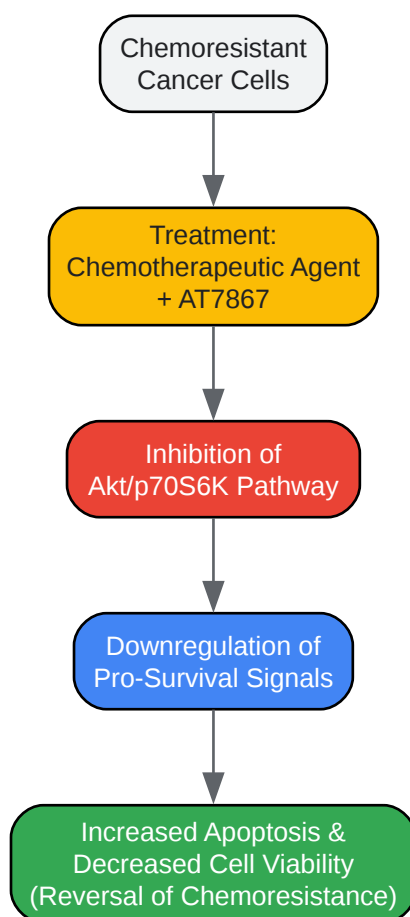 Chemoresistant
Cancer Cells
Treatment:
Chemotherapeutic Agent
+ AT7867
Inhibition of
Akt/p70S6K Pathway
Downregulation of
Pro-Survival Signals
Increased Apoptosis &
Decreased Cell Viability
(Reversal of Chemoresistance)